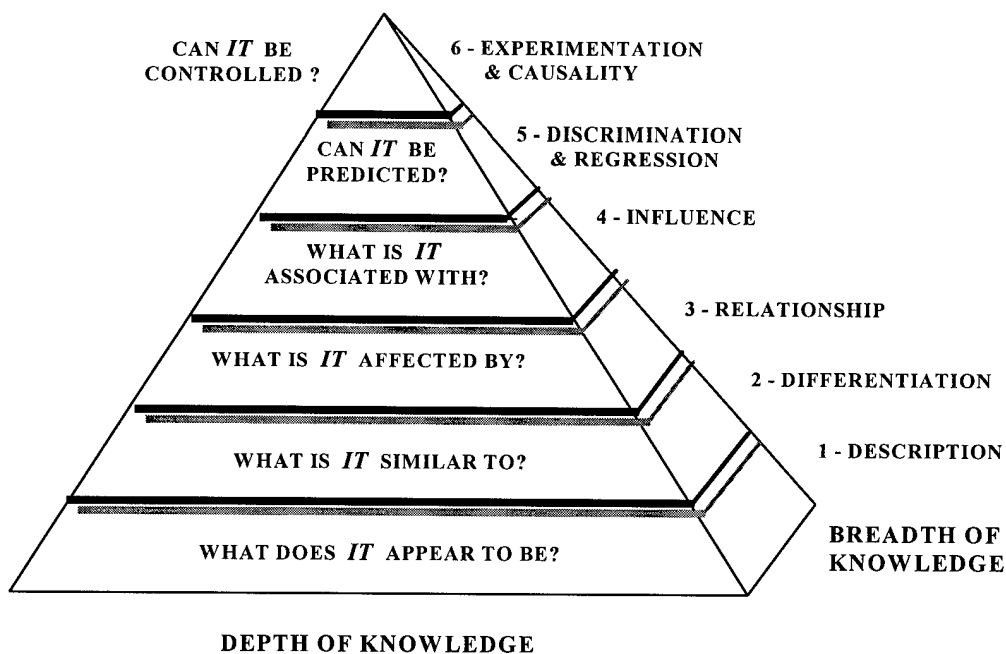 CAN IT BE
CONTROLLED ?
6 - EXPERIMENTATION
& CAUSALITY
CAN IT BE
PREDICTED?
5 - DISCRIMINATION
& REGRESSION
WHAT IS IT
ASSOCIATED WITH?
4 - INFLUENCE
WHAT IS IT AFFECTED BY?
3 - RELATIONSHIP
WHAT IS IT SIMILAR TO?
2 - DIFFERENTIATION
WHAT DOES IT APPEAR TO BE?
1 - DESCRIPTION
BREADTH OF
KNOWLEDGE
DEPTH OF KNOWLEDGE